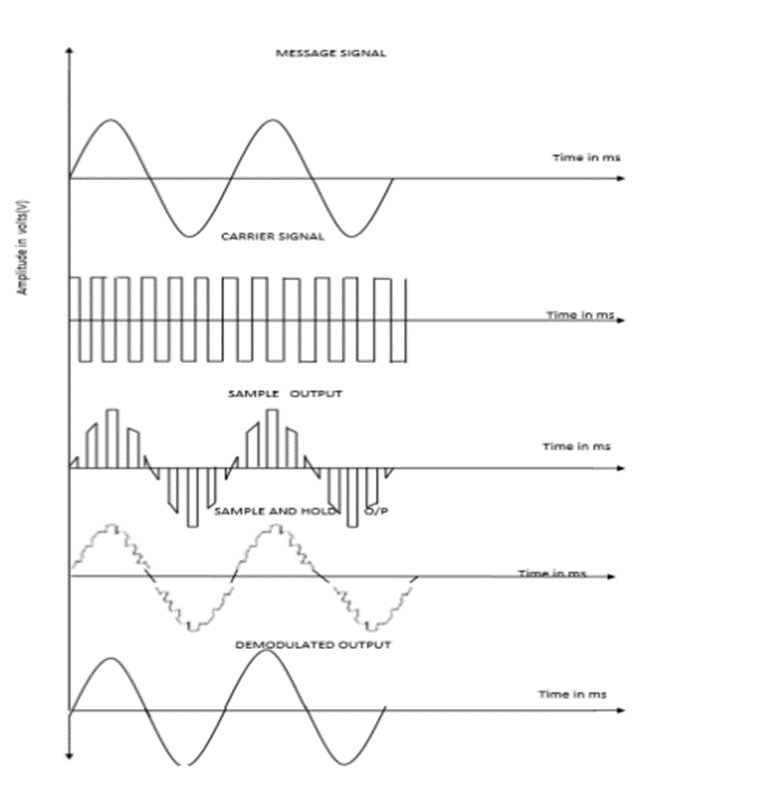 MESSAGE SIGNAL
Time in ms
Amplitude in volts(V)
CARRIER SIGNAL
Time in ms
SAMPLE OUTPUT
Time in ms
SAMPLE AND HOLD O/P
Time in ms
DEMODULATED OUTPUT
Time in ms